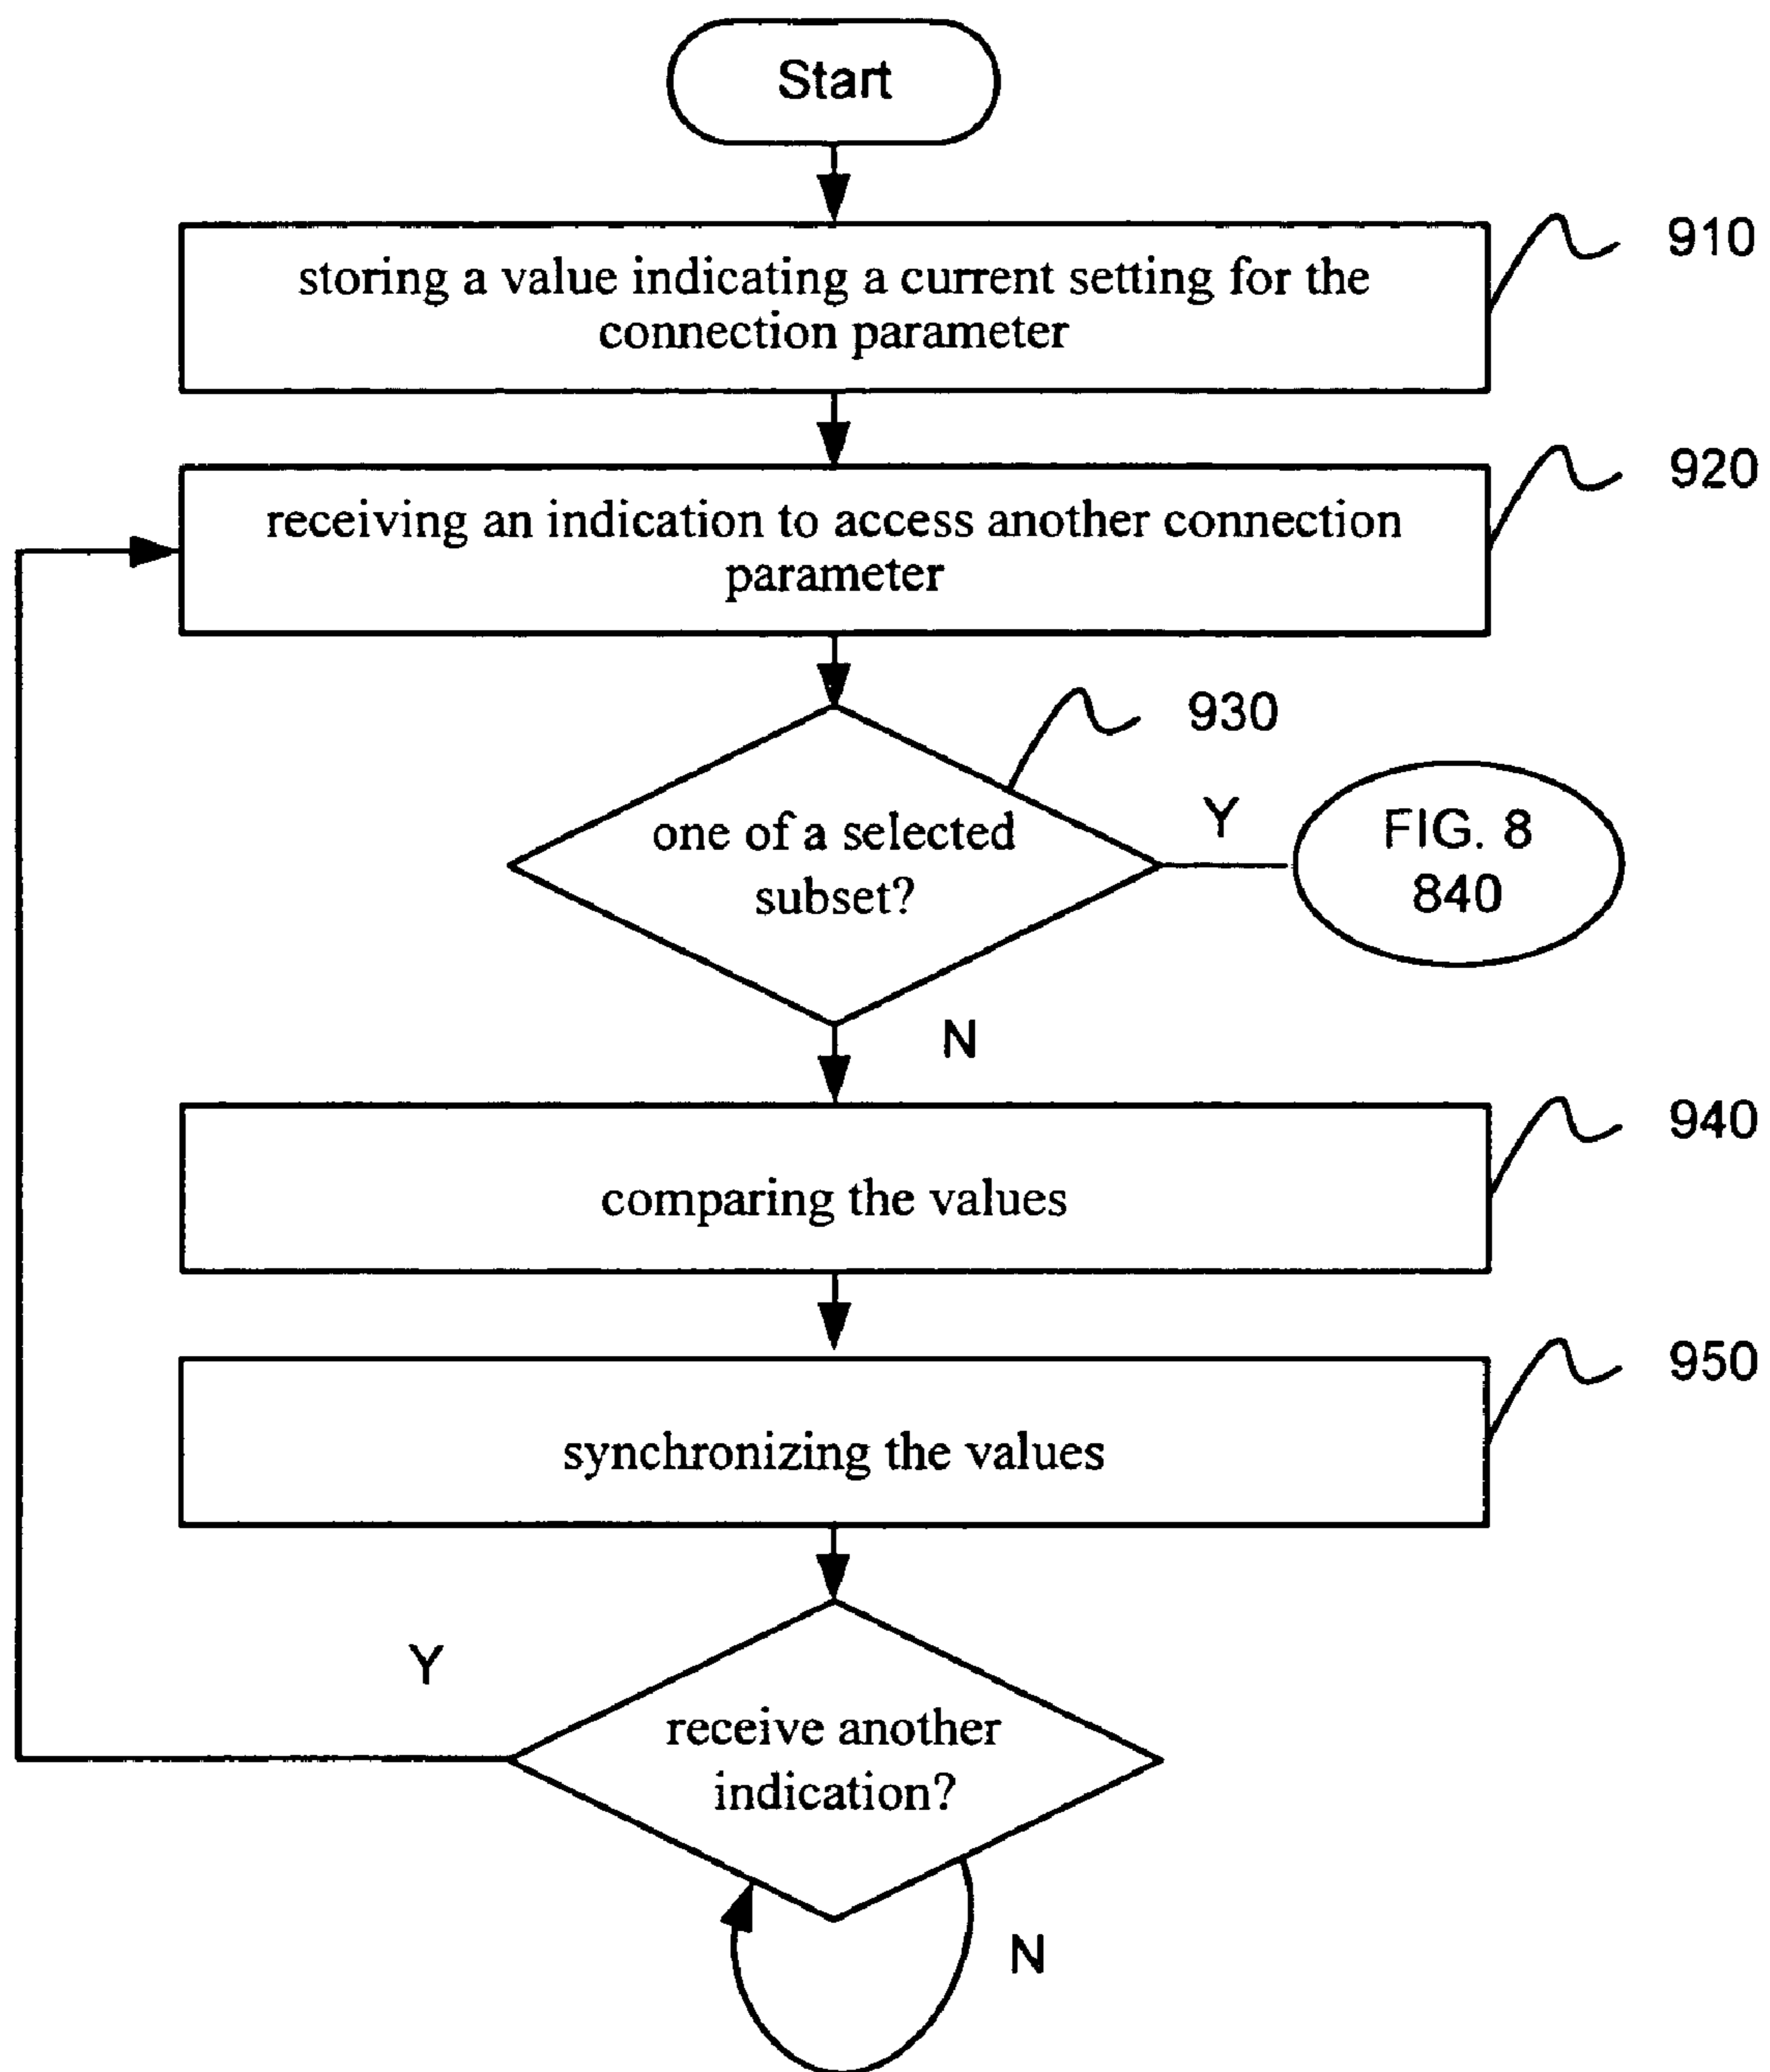 Start
910
storing a value indicating a current setting for the
connection parameter
920
receiving an indication to access another connection
parameter
930
one of a selected
subset?
Y
FIG. 8
840
N
940
comparing the values
950
synchronizing the values
Y
receive another
indication?
N